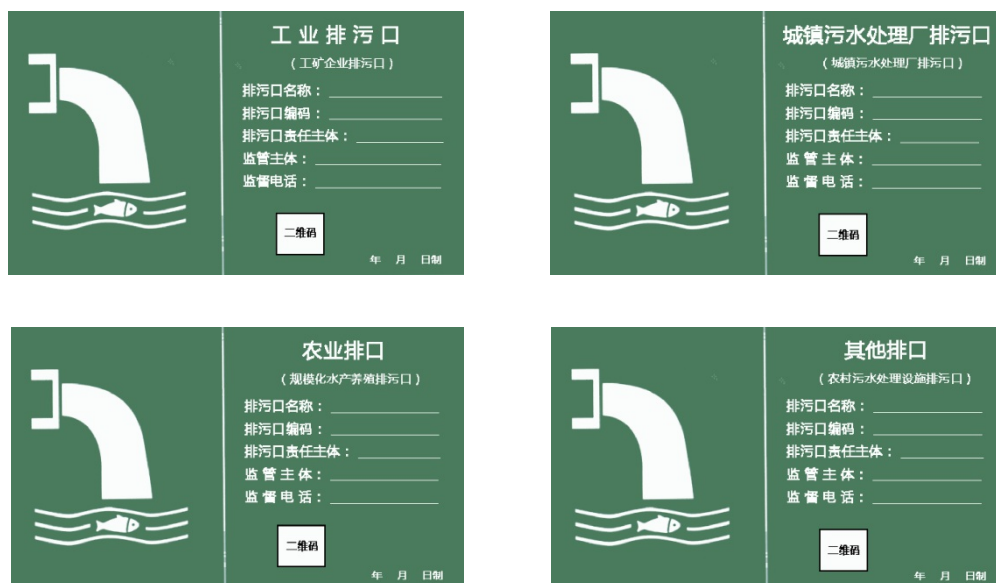 工业排污口
（工矿企业排污口）
排污口名称：
排污口编码：
排污口责任主体：
监管主体：
监督电话：
二维码
年 月 日制
城镇污水处理厂排污口
（城镇污水处理厂排污口）
排污口名称：
排污口编码：
排污口责任主体：
监管主体：
监督电话：
二维码
年 月 日制
农业排口
（规模化水产养殖排污口）
排污口名称：
排污口编码：
排污口责任主体：
监管主体：
监督电话：
二维码
年 月 日制
其他排口
（农村污水处理设施排污口）
排污口名称：
排污口编码：
排污口责任主体：
监管主体：
监督电话：
二维码
年 月 日制